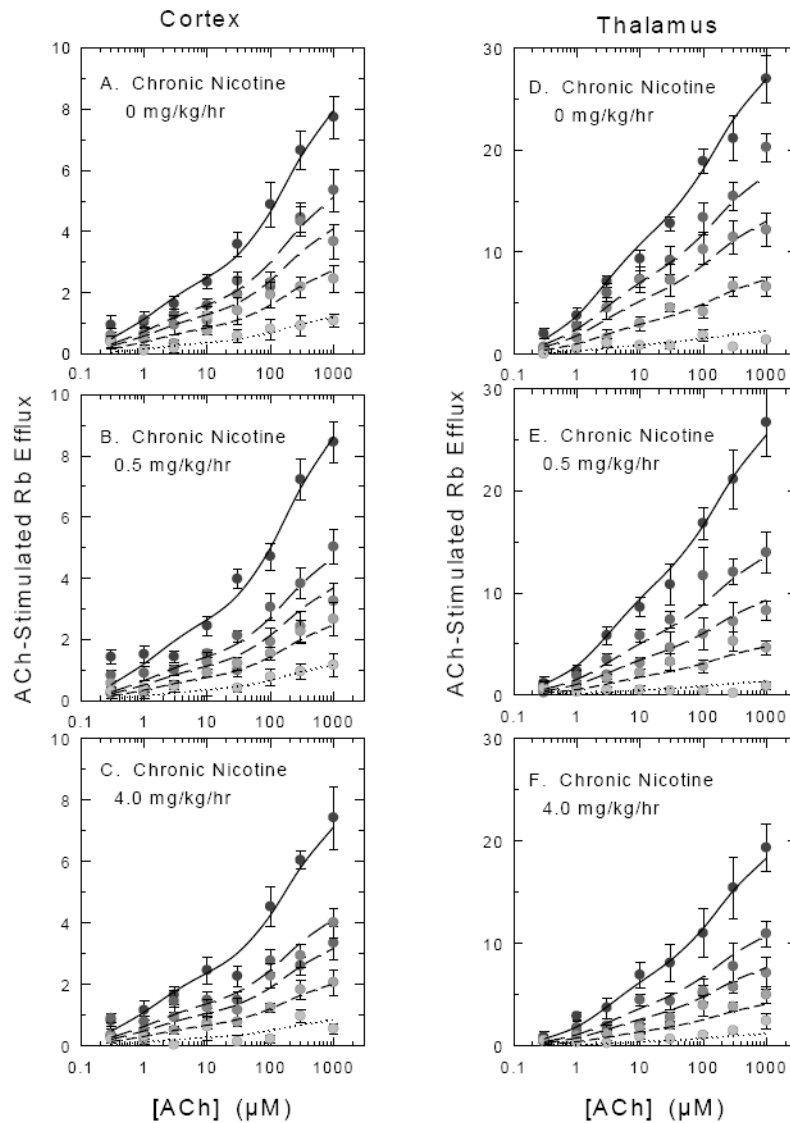 Cortex
10
8
6
4
2
0
A. Chronic Nicotine
0 mg/kg/hr
0.1 1 10 100 1000
10
8
6
4
2
0
B. Chronic Nicotine
0.5 mg/kg/hr
0.1 1 10 100 1000
10
8
6
4
2
0
C. Chronic Nicotine
4.0 mg/kg/hr
0.1 1 10 100 1000
ACh-Stimulated Rb Efflux
[ACh] (µM)
Thalamus
30
20
10
0
D. Chronic Nicotine
0 mg/kg/hr
0.1 1 10 100 1000
30
20
10
0
E. Chronic Nicotine
0.5 mg/kg/hr
0.1 1 10 100 1000
30
20
10
0
F. Chronic Nicotine
4.0 mg/kg/hr
0.1 1 10 100 1000
ACh-Stimulated Rb Efflux
[ACh] (µM)